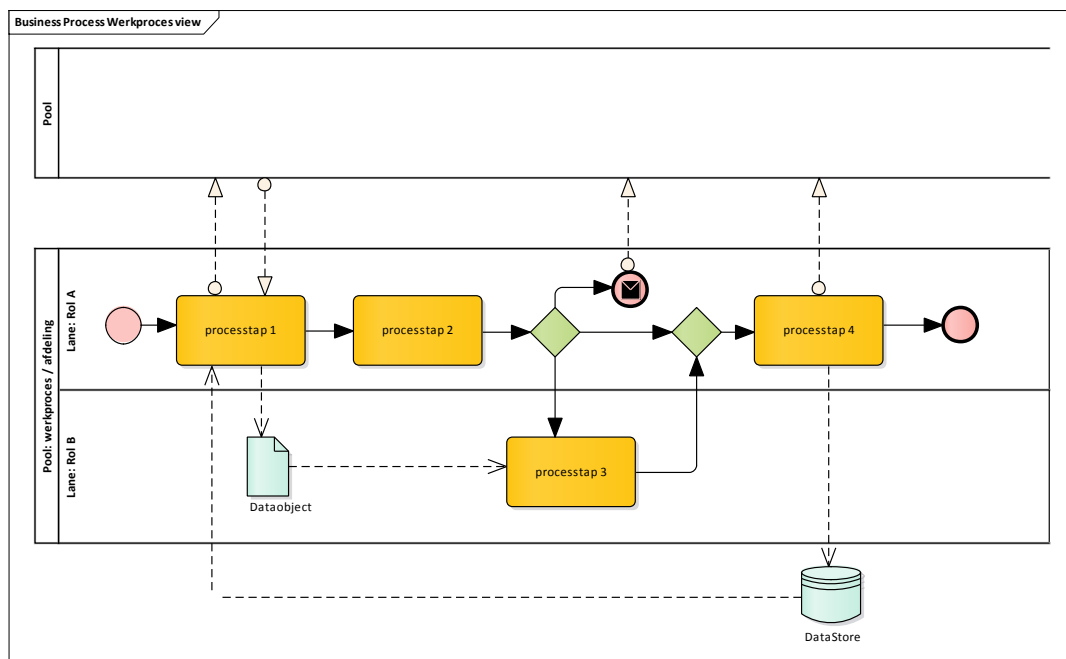 Business Process Werkproces view
Pool
Pool: werkproces / afdeling
Lane: Rol A
processtap 1
processtap 2
processtap 4
Lane: Rol B
processtap 3
Dataobject
DataStore